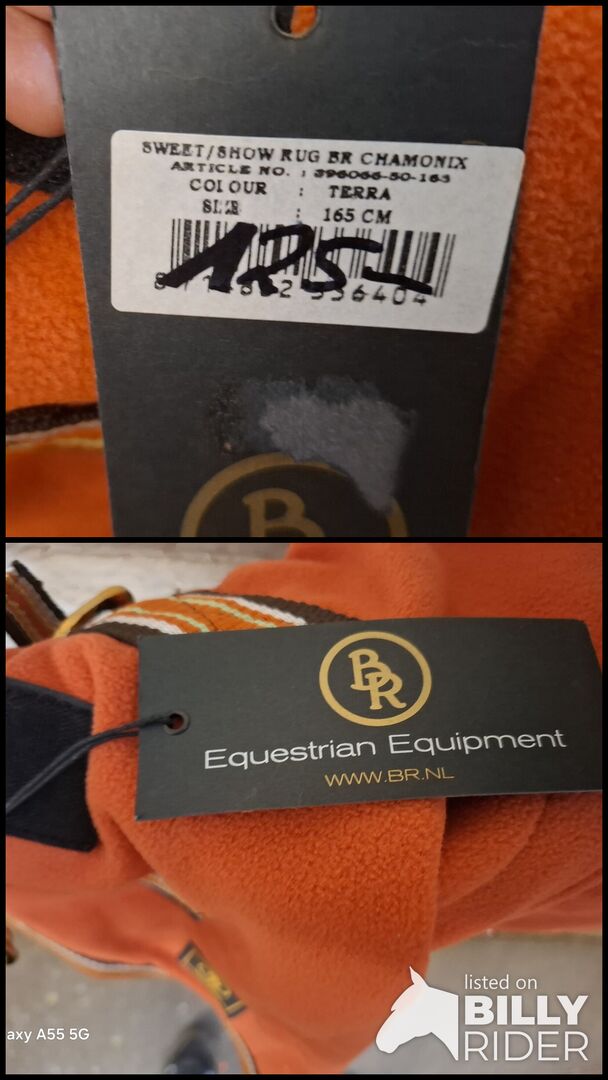 SWEET/SHOW RUG BR CHAMONIX
ARTICLE NO. : 396066-50-165
COLOUR : TERRA
SIZE : 165 CM
125-
BR
BR
Equestrian Equipment
WWW.BR.NL
listed on
BILLY
RIDER
axy A55 5G